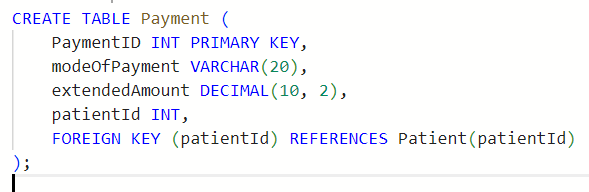 CREATE TABLE Payment (
    PaymentID INT PRIMARY KEY,
    modeOfPayment VARCHAR(20),
    extendedAmount DECIMAL(10, 2),
    patientId INT,
    FOREIGN KEY (patientId) REFERENCES Patient(patientId)
);